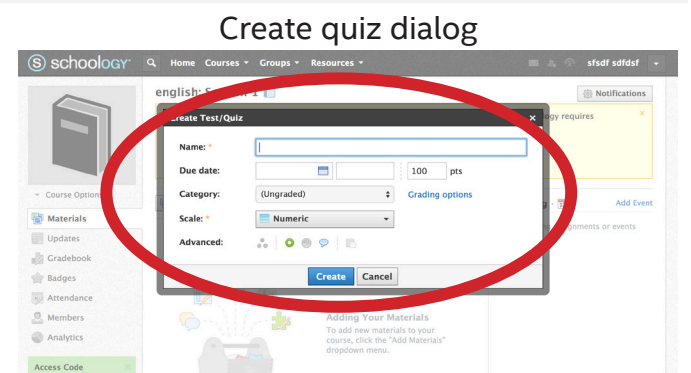 Create quiz dialog
S schoology Home Courses Groups Resources sfsdf sdfdsf
english: S 1 Notifications
Create Test/Quiz × ogy requires ×
Name: *
Due date: 100 pts
Course Options Category: (Ungraded) Grading options
Add Event
Materials Scale: * Numeric
Updates Advanced: gnments or events
Gradebook
Create Cancel
Badges
Attendance
Members Adding Your Materials
Analytics To add new materials to your
course, click the "Add Materials"
dropdown menu.
Access Code